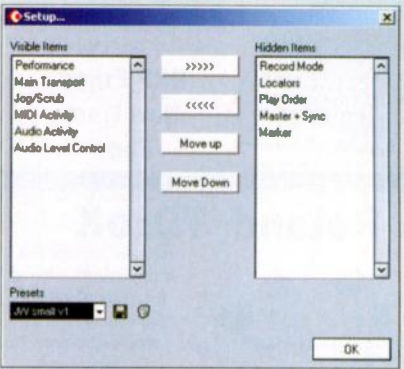 Setup...
Visible Items
Performance
Main Transport
Jog/Scrub
MIDI Activity
Audio Activity
Audio Level Control
>>>>>
<<<<<
Move up
Move Down
Hidden Items
Record Mode
Locators
Play Order
Master + Sync
Marker
Presets
JW small v1
OK